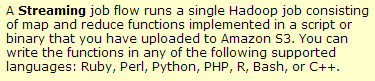 A Streaming job flow runs a single Hadoop job consisting
of map and reduce functions implemented in a script or
binary that you have uploaded to Amazon S3. You can
write the functions in any of the following supported
languages: Ruby, Perl, Python, PHP, R, Bash, or C++.